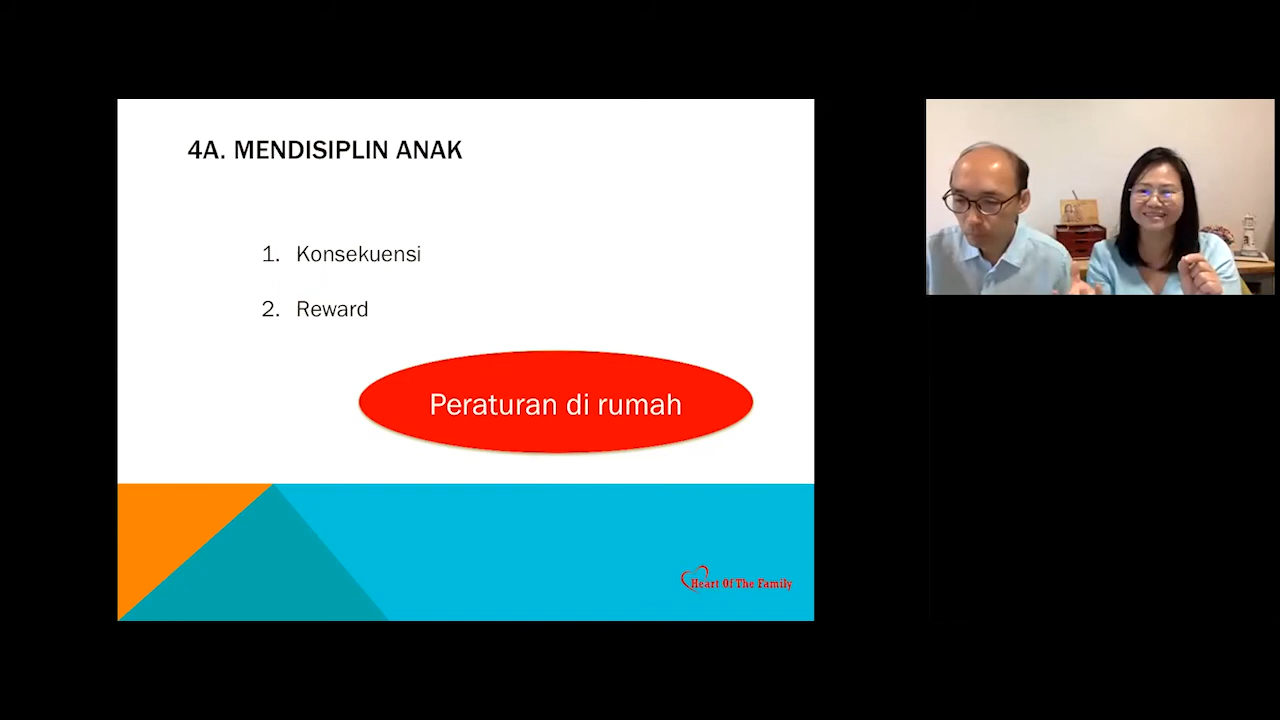 4A. MENDISIPLIN ANAK
1. Konsekuensi
2. Reward
Peraturan di rumah
Heart Of The Family